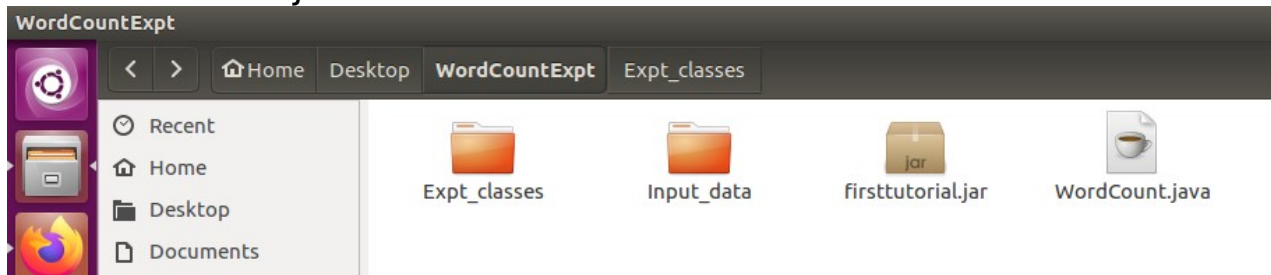 WordCountExpt
Home Desktop WordCountExpt Expt_classes
Recent
Home
Desktop
Documents
Expt_classes Input_data firsttutorial.jar WordCount.java
jar